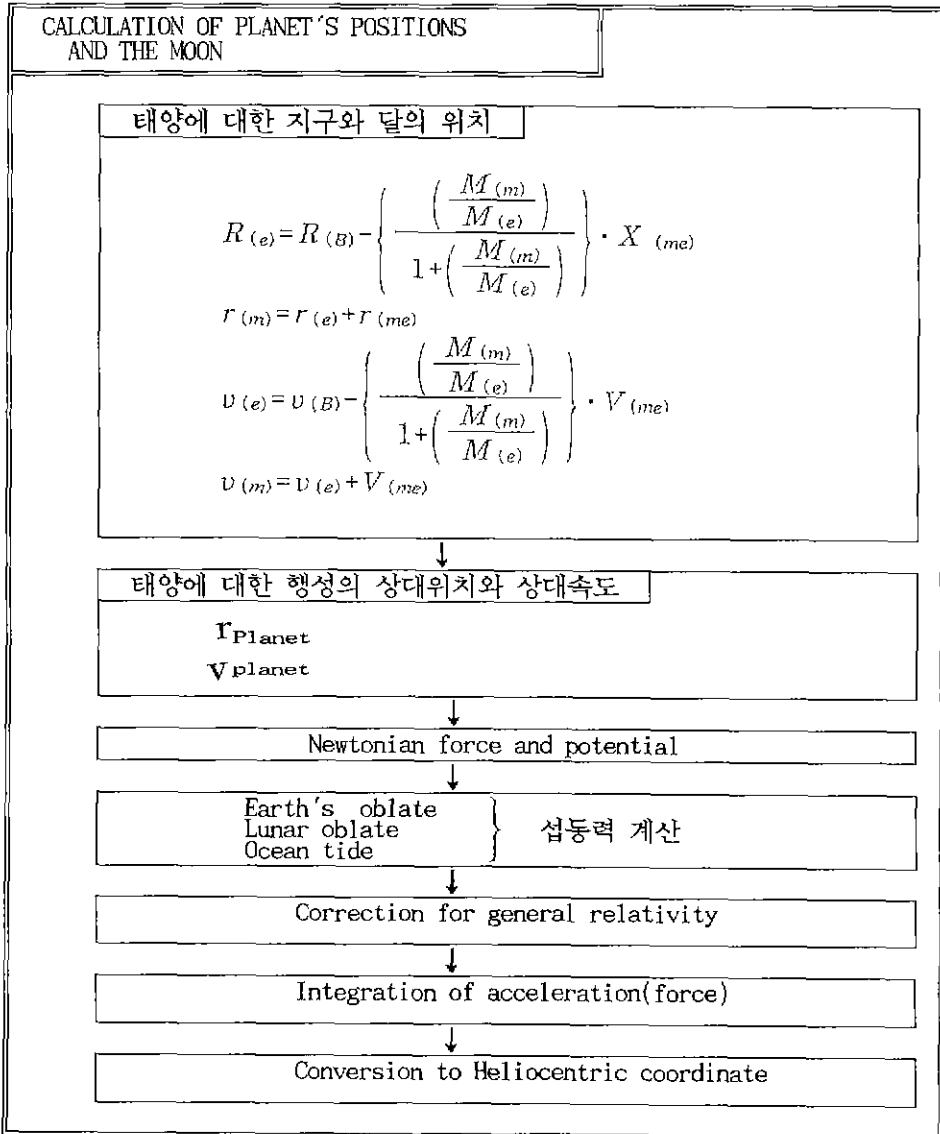 CALCULATION OF PLANET'S POSITIONS
AND THE MOON
태양에 대한 지구와 달의 위치
R (e) = R (B) - { ( M (m) / M (e) ) / 1 + ( M (m) / M (e) ) } · X (me)
r (m) = r (e) + r (me)
υ (e) = υ (B) - { ( M (m) / M (e) ) / 1 + ( M (m) / M (e) ) } · V (me)
υ (m) = υ (e) + V (me)
태양에 대한 행성의 상대위치와 상대속도
r Planet
v planet
Newtonian force and potential
Earth's oblate
Lunar oblate
Ocean tide
섭동력 계산
Correction for general relativity
Integration of acceleration(force)
Conversion to Heliocentric coordinate